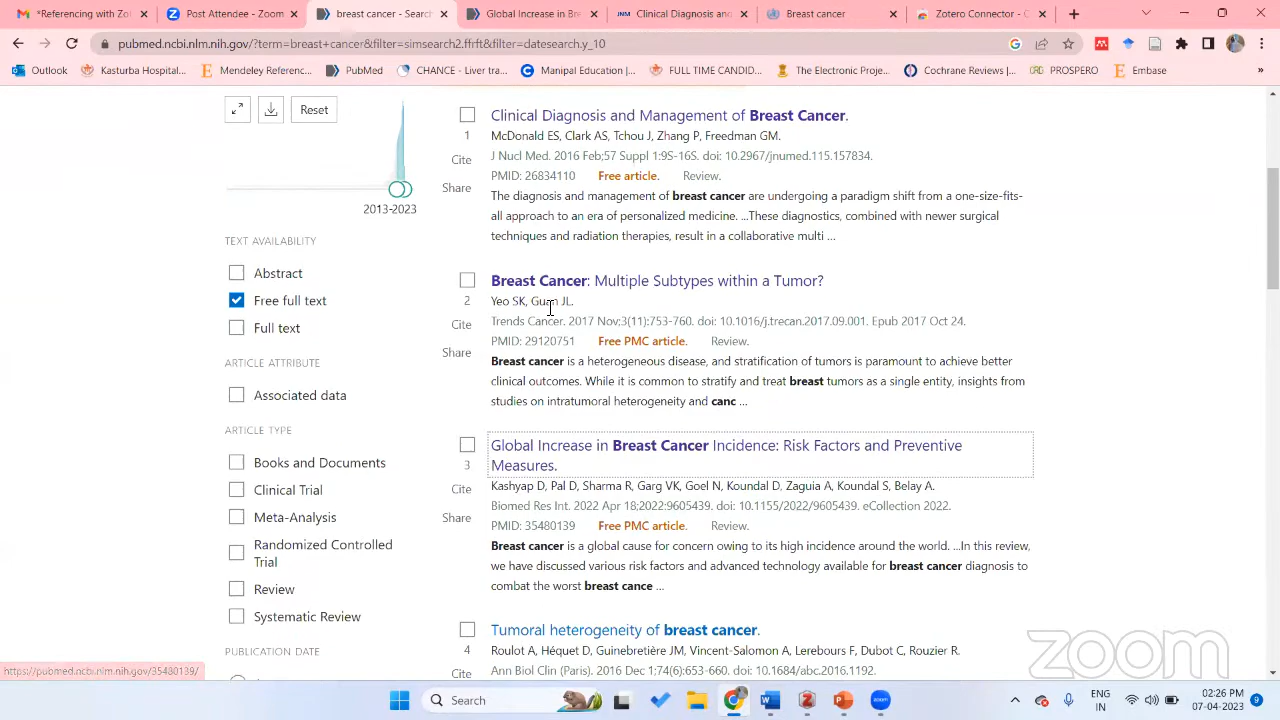 *Referencing with Zo
Post Attendee - Zoom
breast cancer - Searc
Global Increase in Bre
Clinical Diagnosis and
Breast cancer
Zotero Connector - C
pubmed.ncbi.nlm.nih.gov/?term=breast+cancer&filter=simsearch2.ffrft&filter=datesearch.y_10
Outlook
Kasturba Hospital...
Mendeley Referenc...
PubMed
CHANCE - Liver tra...
Manipal Education |...
FULL TIME CANDID...
The Electronic Proje...
Cochrane Reviews |...
PROSPERO
Embase
»
Reset
2013-2023
TEXT AVAILABILITY
Abstract
Free full text
Full text
ARTICLE ATTRIBUTE
Associated data
ARTICLE TYPE
Books and Documents
Clinical Trial
Meta-Analysis
Randomized Controlled
Trial
Review
Systematic Review
PUBLICATION DATE
Clinical Diagnosis and Management of Breast Cancer.
1
McDonald ES, Clark AS, Tchou J, Zhang P, Freedman GM.
Cite
J Nucl Med. 2016 Feb;57 Suppl 1:9S-16S. doi: 10.2967/jnumed.115.157834.
Share
PMID: 26834110 Free article. Review.
The diagnosis and management of breast cancer are undergoing a paradigm shift from a one-size-fits-
all approach to an era of personalized medicine. ...These diagnostics, combined with newer surgical
techniques and radiation therapies, result in a collaborative multi ...
Breast Cancer: Multiple Subtypes within a Tumor?
2
Yeo SK, Guan JL.
Cite
Trends Cancer. 2017 Nov;3(11):753-760. doi: 10.1016/j.trecan.2017.09.001. Epub 2017 Oct 24.
Share
PMID: 29120751 Free PMC article. Review.
Breast cancer is a heterogeneous disease, and stratification of tumors is paramount to achieve better
clinical outcomes. While it is common to stratify and treat breast tumors as a single entity, insights from
studies on intratumoral heterogeneity and canc ...
Global Increase in Breast Cancer Incidence: Risk Factors and Preventive
Measures.
3
Kashyap D, Pal D, Sharma R, Garg VK, Goel N, Koundal D, Zaguia A, Koundal S, Belay A.
Cite
Biomed Res Int. 2022 Apr 18;2022:9605439. doi: 10.1155/2022/9605439. eCollection 2022.
Share
PMID: 35480139 Free PMC article. Review.
Breast cancer is a global cause for concern owing to its high incidence around the world. ...In this review,
we have discussed various risk factors and advanced technology available for breast cancer diagnosis to
combat the worst breast cance ...
Tumoral heterogeneity of breast cancer.
4
Roulot A, Héquet D, Guinebretière JM, Vincent-Salomon A, Lerebours F, Dubot C, Rouzier R.
Cite
Ann Biol Clin (Paris). 2016 Dec 1;74(6):653-660. doi: 10.1684/abc.2016.1192.
zoom
https://pubmed.ncbi.nlm.nih.gov/35480139/
Search
ENG
IN
02:26 PM
07-04-2023
9